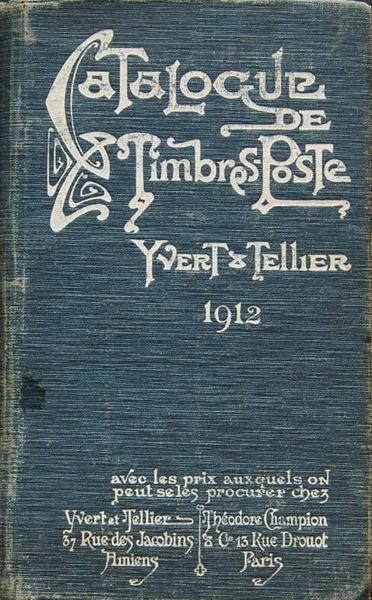 Catalogue
de
Timbres-Poste
Yvert & Tellier
1912
avec les prix auxquels on
peut se les procurer chez
Yvert et Tellier
37 Rue des Jacobins
Amiens
Théodore Champion
& Cie 13 Rue Drouot
Paris